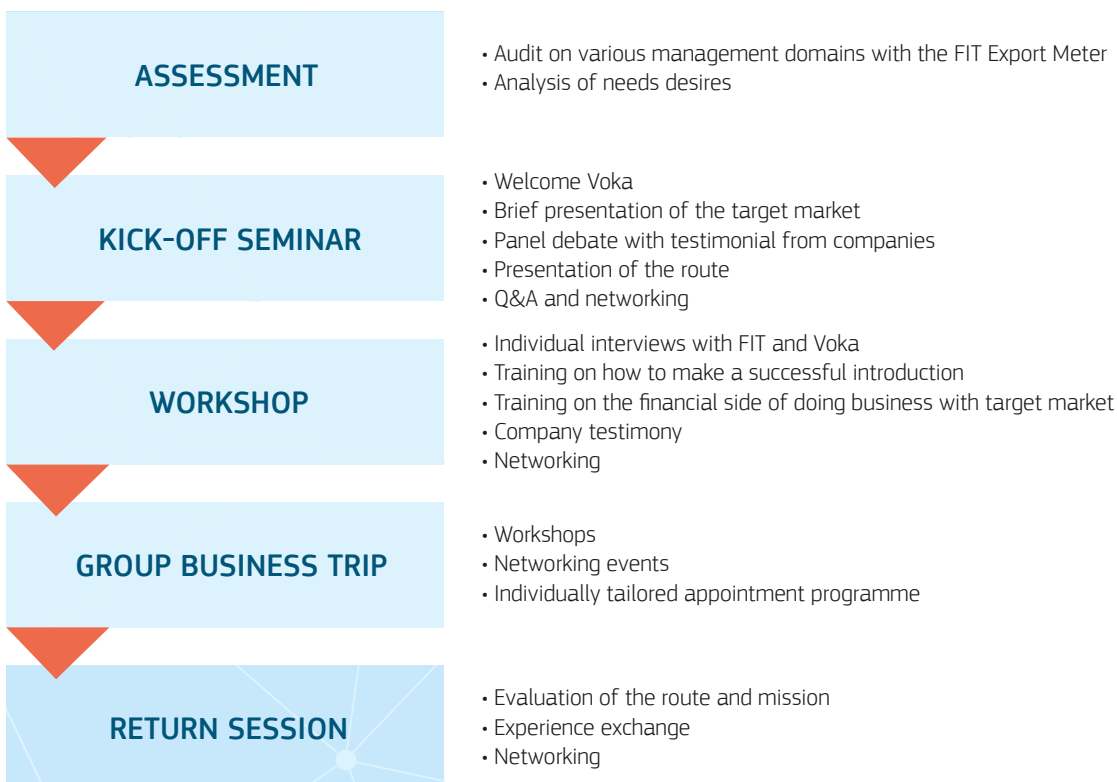 ASSESSMENT
• Audit on various management domains with the FIT Export Meter
• Analysis of needs desires
KICK-OFF SEMINAR
• Welcome Voka
• Brief presentation of the target market
• Panel debate with testimonial from companies
• Presentation of the route
• Q&A and networking
WORKSHOP
• Individual interviews with FIT and Voka
• Training on how to make a successful introduction
• Training on the financial side of doing business with target market
• Company testimony
• Networking
GROUP BUSINESS TRIP
• Workshops
• Networking events
• Individually tailored appointment programme
RETURN SESSION
• Evaluation of the route and mission
• Experience exchange
• Networking